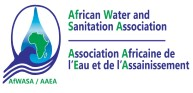 African Water and
Sanitation Association
Association Africaine de
l'Eau et de l'Assainissement
AfWASA / AAEA